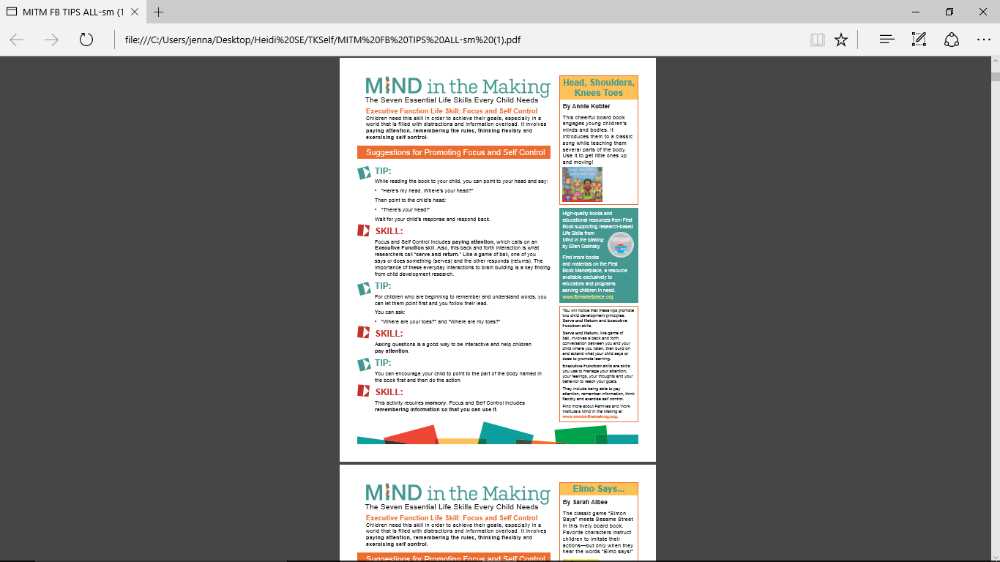 MITM FB TIPS ALL-sm (1
file:///C:/Users/jenna/Desktop/Heidi%20SE/TKSelf/MITM%20FB%20TIPS%20ALL-sm%20(1).pdf
MIND in the Making
The Seven Essential Life Skills Every Child Needs
Executive Function Life Skill: Focus and Self Control
Children need this skill in order to achieve their goals, especially in a
world that is filled with distractions and information overload. It involves
paying attention, remembering the rules, thinking flexibly and
exercising self control.
Suggestions for Promoting Focus and Self Control
TIP:
While reading the book to your child, you can point to your head and say:
• "Here's my head. Where's your head?"
Then point to the child's head:
• "There's your head!"
Wait for your child's response and respond back.
SKILL:
Focus and Self Control includes paying attention, which calls on an
Executive Function skill. Also, this back and forth interaction is what
researchers call "serve and return." Like a game of ball, one of you
says or does something (serves) and the other responds (returns). The
importance of these everyday interactions to brain building is a key finding
from child development research.
TIP:
For children who are beginning to remember and understand words, you
can let them point first and you follow their lead.
You can ask:
• "Where are your toes?" and "Where are my toes?"
SKILL:
Asking questions is a good way to be interactive and help children
pay attention.
TIP:
You can encourage your child to point to the part of the body named in
the book first and then do the action.
SKILL:
This activity requires memory. Focus and Self Control includes
remembering information so that you can use it.
Head, Shoulders,
Knees Toes
By Annie Kubler
This cheerful board book
engages young children's
minds and bodies. It
introduces them to a classic
song while teaching them
several parts of the body.
Use it to get little ones up
and moving!
High-quality books and
educational resources from First
Book supporting research-based
Life Skills from
Mind in the Making
by Ellen Galinsky
Find more books
and materials on the First
Book Marketplace, a resource
available exclusively to
educators and programs
serving children in need.
www.fbmarketplace.org.
You will notice that these tips promote
two child development principles:
Serve and Return and Executive
Function skills.
Serve and Return, like game of
ball, involves a back and forth
conversation between you and your
child where you listen, then build on
and extend what your child says or
does to promote learning.
Executive Function skills are skills
you use to manage your attention,
your feelings, your thoughts and your
behavior to reach your goals.
They include being able to pay
attention, remember information, think
flexibly and exercise self control.
Find more about Families and Work
Institute's Mind in the Making at
www.mindinthemaking.org.
MIND in the Making
The Seven Essential Life Skills Every Child Needs
Executive Function Life Skill: Focus and Self Control
Children need this skill in order to achieve their goals, especially in a
world that is filled with distractions and information overload. It involves
paying attention, remembering the rules, thinking flexibly and
exercising self control.
Suggestions for Promoting Focus and Self Control
Elmo Says...
By Sarah Albee
The classic game "Simon
Says" meets Sesame Street
in this lively board book.
Favorite characters instruct
children to imitate their
actions—but only when they
hear the words "Elmo says!"